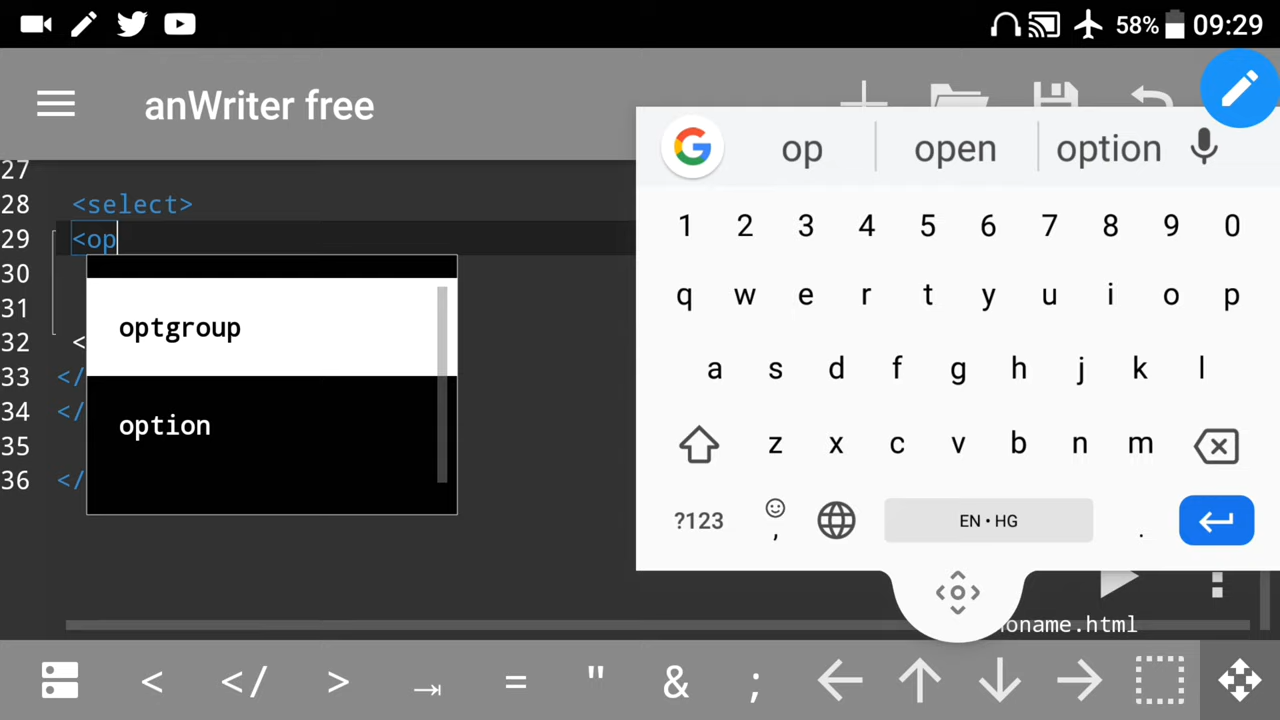 58% 09:29
anWriter free
27
28 <select>
29 <op
30
31
32 <
33 </
34 </
35
36 </
optgroup
option
op open option
1 2 3 4 5 6 7 8 9 0
q w e r t y u i o p
a s d f g h j k l
z x c v b n m
?123 , EN • HG .
noname.html
< </ > ⇥ = " & ;